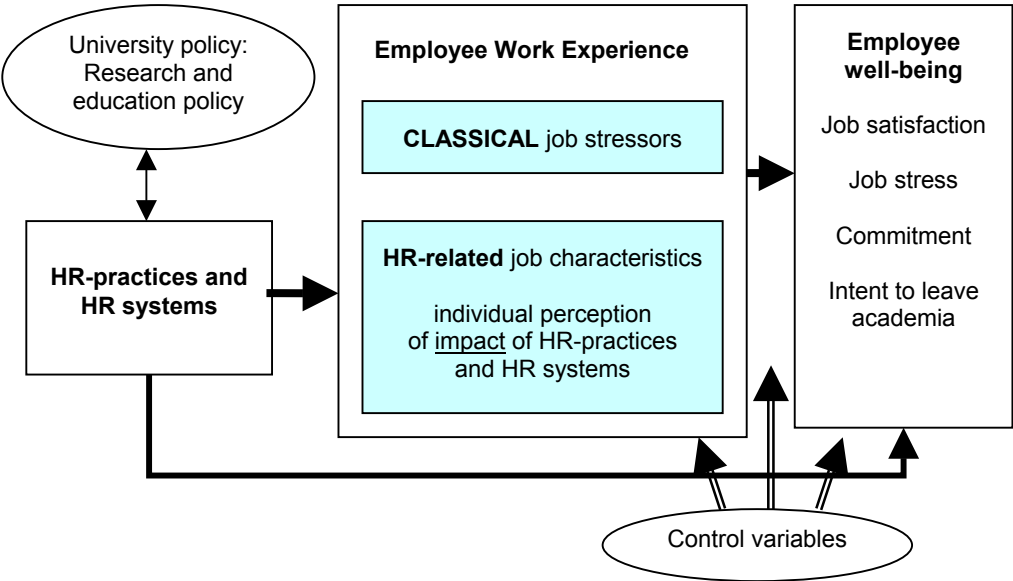 University policy:
Research and
education policy
HR-practices and
HR systems
Employee Work Experience
CLASSICAL job stressors
HR-related job characteristics
individual perception
of impact of HR-practices
and HR systems
Employee
well-being
Job satisfaction
Job stress
Commitment
Intent to leave
academia
Control variables